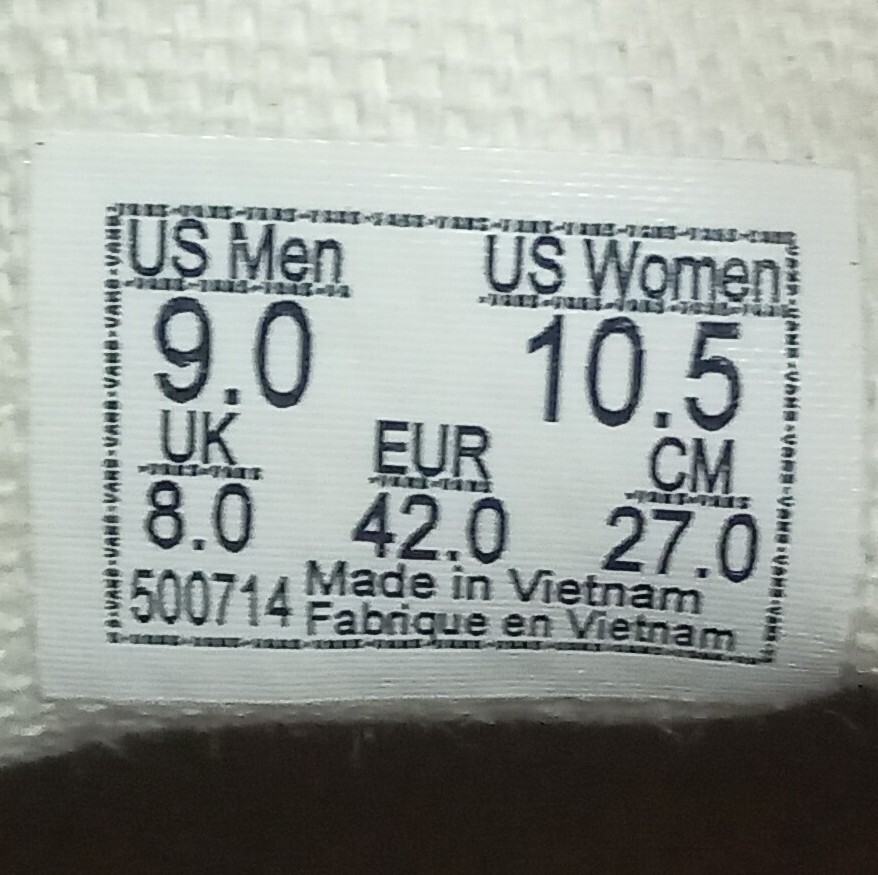 US Men US Women
9.0 10.5
UK EUR CM
8.0 42.0 27.0
500714 Made in Vietnam
Fabrique en Vietnam